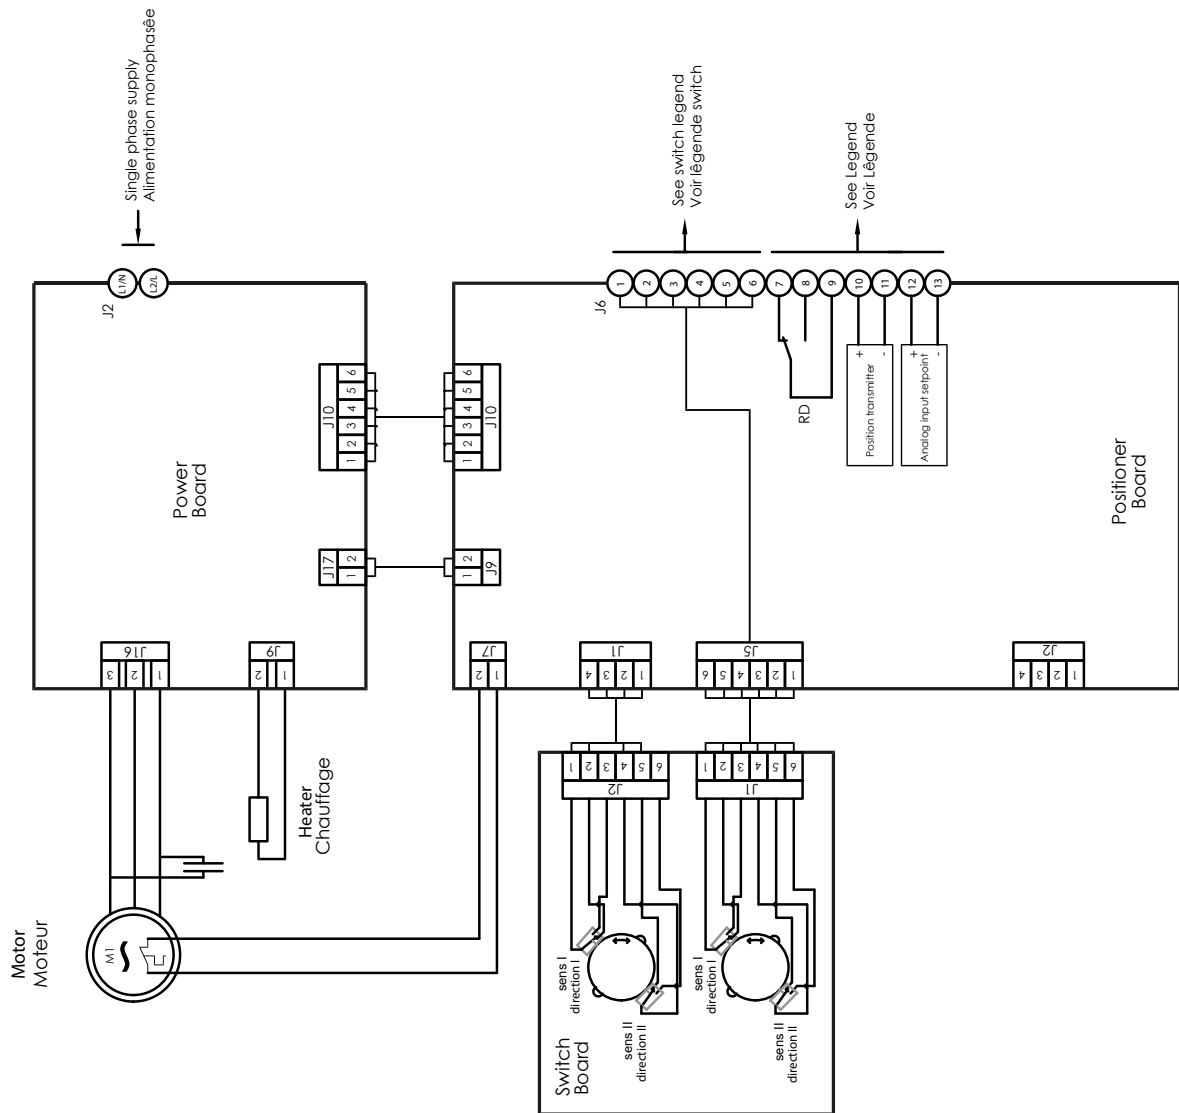 Single phase supply
Alimentation monophasêe
J2
L1/N
L2/L
Power
Board
J10
1 2 3 4 5 6
J17
1 2
J16
3 2 1
J9
2 1
Motor
Moteur
M1
Heater
Chauffage
See switch legend
Voir lêgende switch
See Legend
Voir Lêgende
J6
1
2
3
4
5
6
7
8
9
10
11
12
13
J10
1 2 3 4 5 6
J9
1 2
J7
2 1
J1
4 3 2 1
J5
6 5 4 3 2 1
J2
4 3 2 1
RD
Position transmitter
+
-
Analog input setpoint
+
-
Positioner
Board
J2
1 2 3 4 5 6
J1
1 2 3 4 5 6
sens I
direction I
sens II
direction II
sens I
direction I
sens II
direction II
Switch
Board